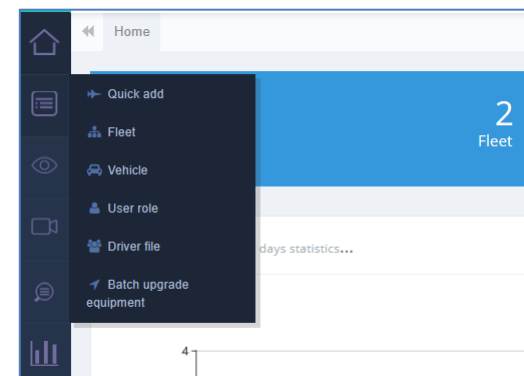 Home
Quick add
Fleet
Vehicle
User role
Driver file
Batch upgrade
equipment
2
Fleet
days statistics...
4